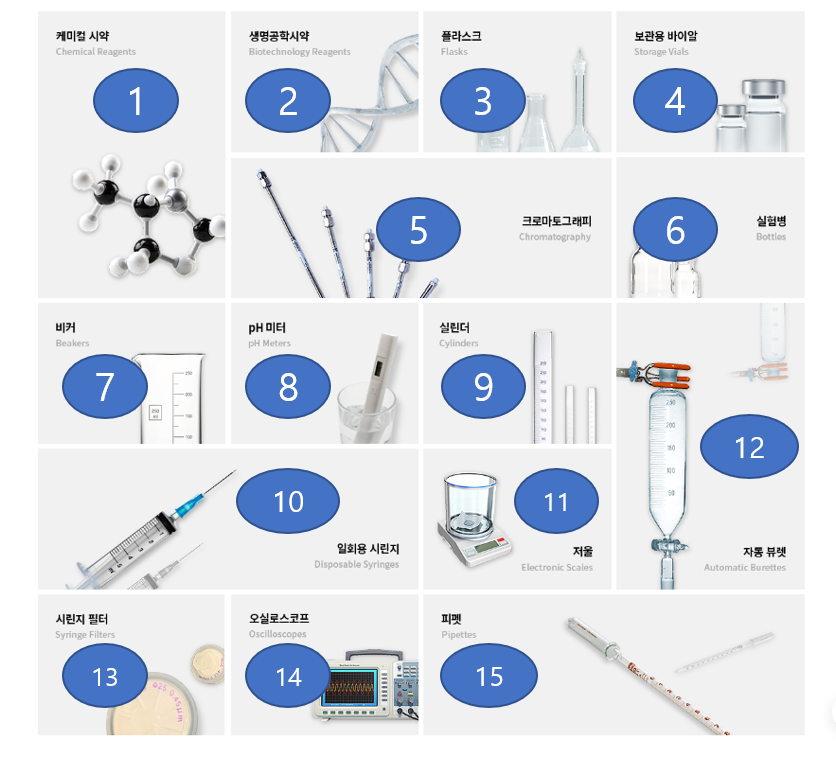 케미컬 시약
Chemical Reagents
1
생명공학시약
Biotechnology Reagents
2
플라스크
Flasks
3
보관용 바이알
Storage Vials
4
5
크로마토그래피
Chromatography
6
실험병
Bottles
비커
Beakers
7
pH 미터
pH Meters
8
실린더
Cylinders
9
12
자동 뷰렛
Automatic Burettes
10
일회용 시린지
Disposable Syringes
11
저울
Electronic Scales
시린지 필터
Syringe Filters
13
오실로스코프
Oscilloscopes
14
피펫
Pipettes
15